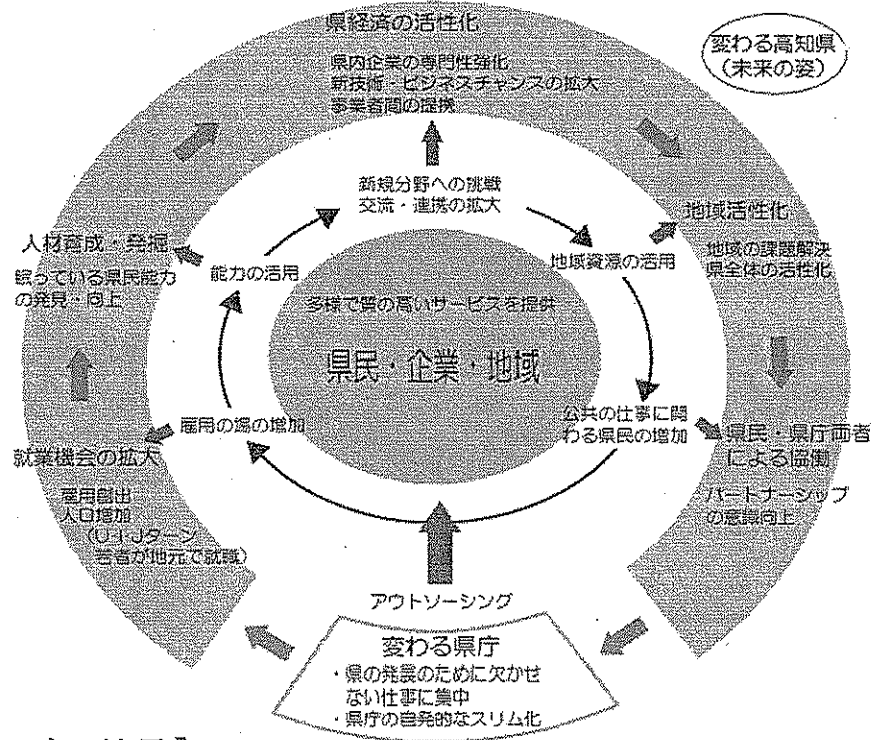 県経済の活性化
変わる高知県
(未来の姿)
県内企業の専門性強化
新技術・ビジネスチャンスの拡大
事業者間の提携
新規分野への挑戦
交流・連携の拡大
人材育成・発掘
眠っている県民能力
の発見・向上
能力の活用
地域資源の活用
地域活性化
地域の課題解決
県全体の活性化
多様で質の高いサービスを提供
県民・企業・地域
雇用の場の増加
公共の仕事に関
わる県民の増加
就業機会の拡大
雇用創出
人口増加
(UIJターン
若者が地元で就職)
県民・県庁両者
による協働
パートナーシップ
の意識向上
アウトソーシング
変わる県庁
・県の発展のために欠かせ
ない仕事に集中
・県庁の自発的なスリム化